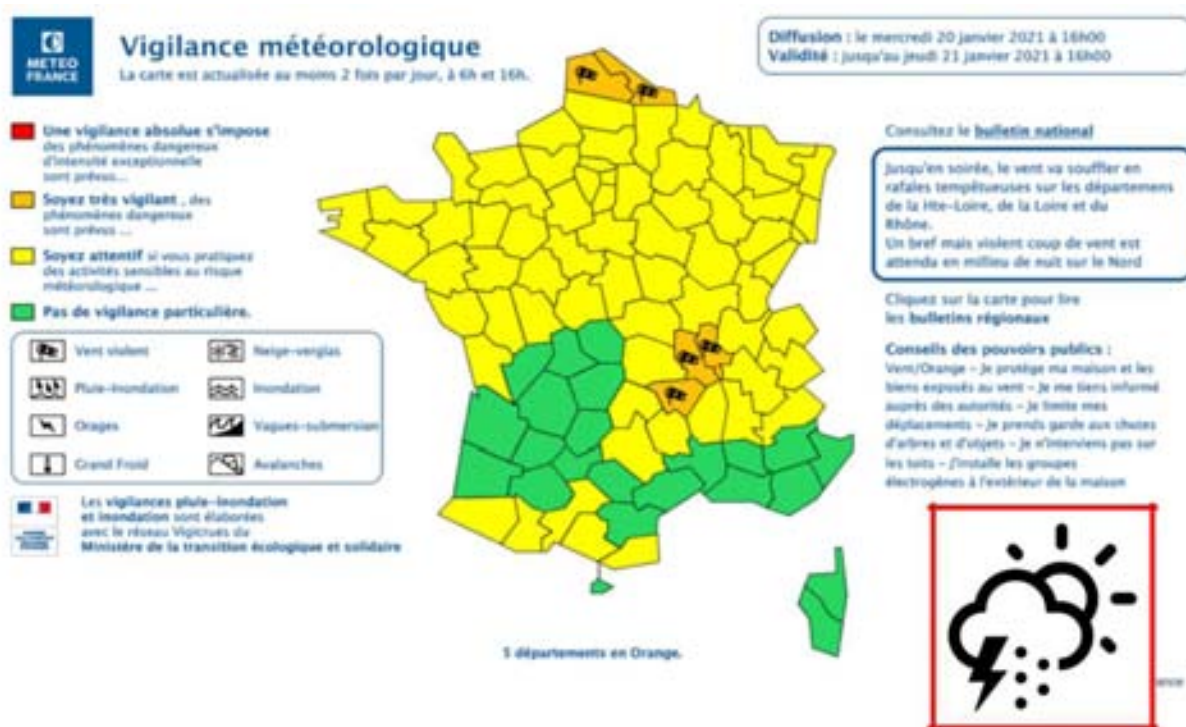 METEO
FRANCE
Vigilance météorologique
La carte est actualisée au moins 2 fois par jour, à 6h et 16h.
Diffusion : le mercredi 20 janvier 2021 à 16h00
Validité : jusqu'au jeudi 21 janvier 2021 à 16h00
Une vigilance absolue s'impose
des phénomènes dangereux
d'intensité exceptionnelle
sont prévus...
Soyez très vigilant , des
phénomènes dangereux
sont prévus ...
Soyez attentif si vous pratiquez
des activités sensibles au risque
météorologique ...
Pas de vigilance particulière.
Vent violent
Neige-verglas
Pluie-Inondation
Inondation
Orages
Vagues-submersion
Grand Froid
Avalanches
Les vigilances pluie-inondation
et inondation sont élaborées
avec le réseau Vigicrues du
Ministère de la transition écologique et solidaire
5 départements en Orange.
Consultez le bulletin national
Jusqu'en soirée, le vent va souffler en
rafales tempêtueuses sur les départemens
de la Hte-Loire, de la Loire et du
Rhône.
Un bref mais violent coup de vent est
attendu en milieu de nuit sur le Nord
Cliquez sur la carte pour lire
les bulletins régionaux
Conseils des pouvoirs publics :
Vent/Orange - Je protège ma maison et les
biens exposés au vent - Je me tiens informé
auprès des autorités - Je limite mes
déplacements - Je prends garde aux chutes
d'arbres et d'objets - Je n'interviens pas sur
les toits - J'installe les groupes
électrogènes à l'extérieur de la maison